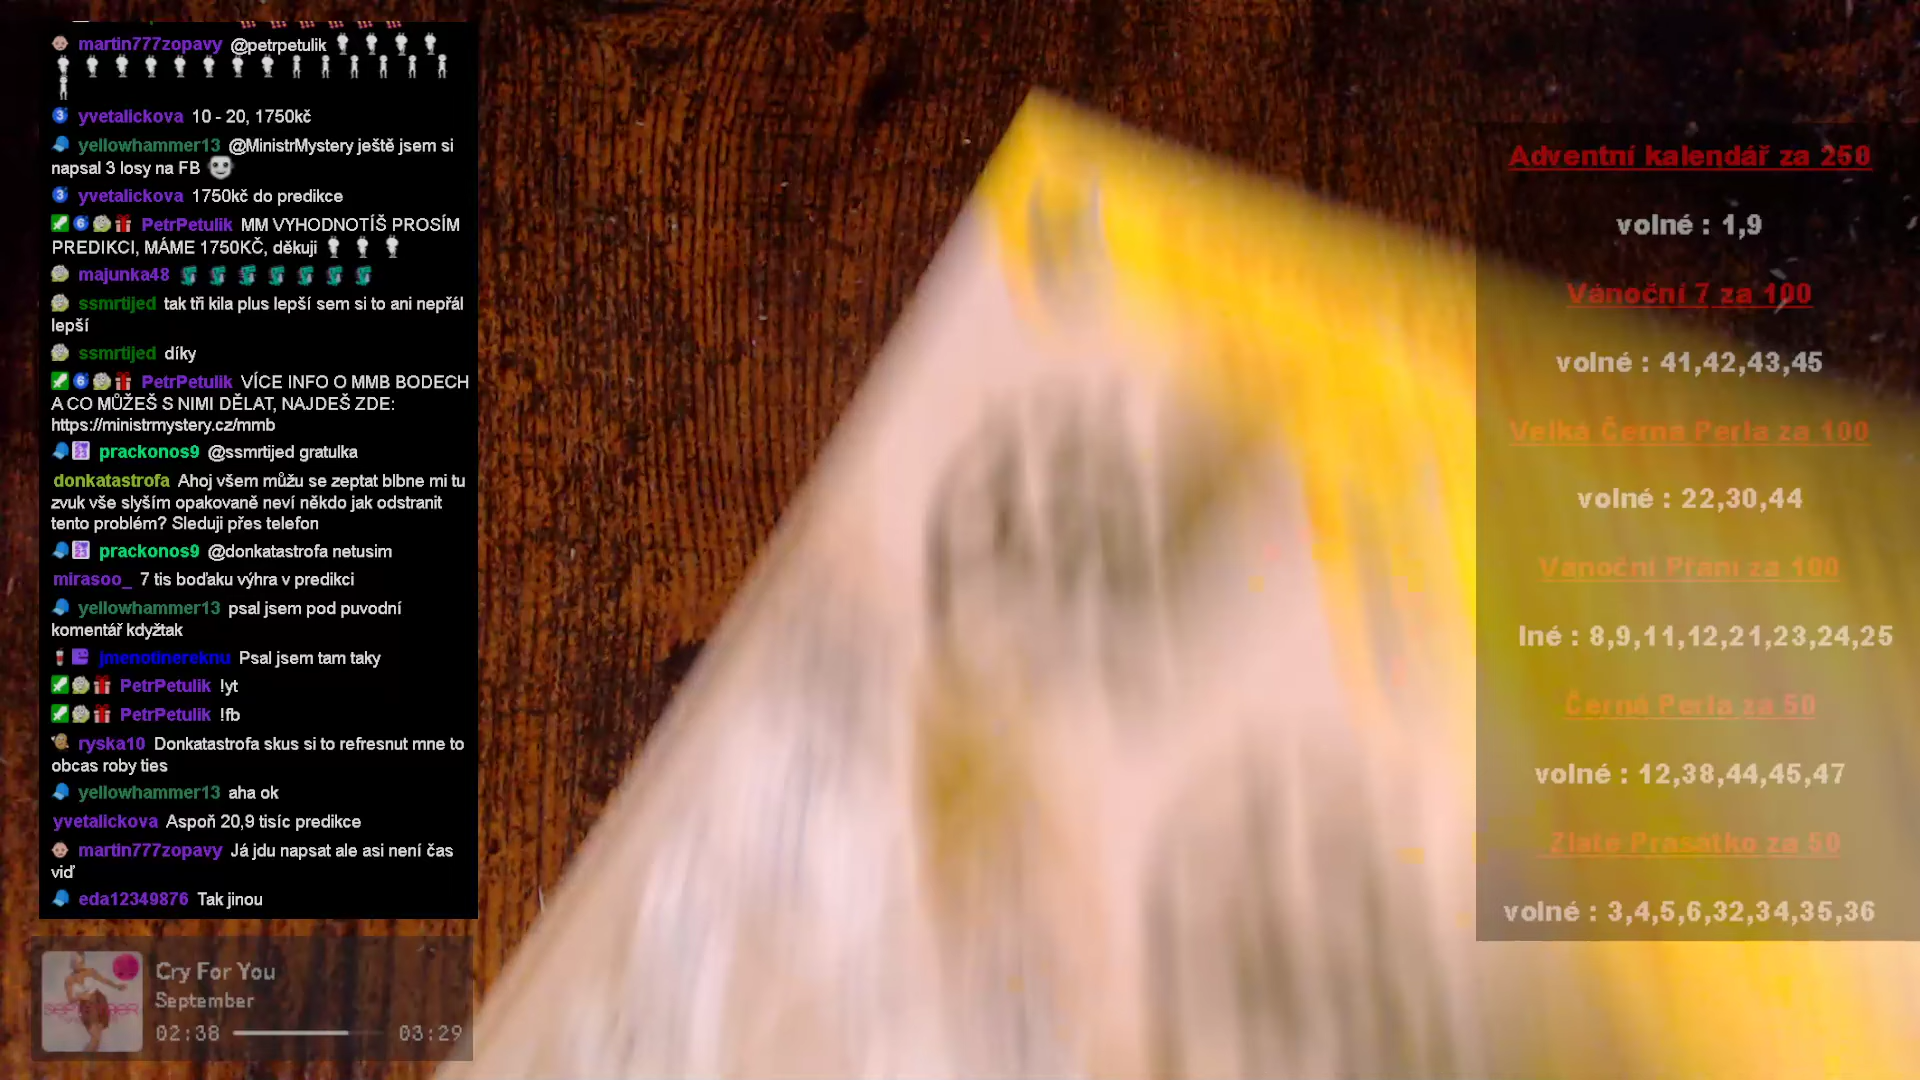 martin777zopavy @petrpetulik
yvetalickova 10 - 20, 1750kč
yellowhammer13 @MinistrMystery ještě jsem si
napsal 3 losy na FB
yvetalickova 1750kč do predikce
PetrPetulik MM VYHODNOTÍŠ PROSÍM
PREDIKCI, MÁME 1750KČ, děkuji
majunka48
ssmrtijed tak tři kila plus lepší sem si to ani nepřál
lepší
ssmrtijed díky
PetrPetulik VÍCE INFO O MMB BODECH
A CO MŮŽEŠ S NIMI DĚLAT, NAJDEŠ ZDE:
https://ministrmystery.cz/mmb
prackonos9 @ssmrtijed gratulka
donkatastrofa Ahoj všem můžu se zeptat blbne mi tu
zvuk vše slyším opakovaně neví někdo jak odstranit
tento problém? Sleduji přes telefon
prackonos9 @donkatastrofa netusim
mirasoo_ 7 tis boďaku výhra v predikci
yellowhammer13 psal jsem pod puvodní
komentář kdyžtak
jmenotinereknu Psal jsem tam taky
PetrPetulik !yt
PetrPetulik !fb
ryska10 Donkatastrofa skus si to refresnut mne to
obcas roby ties
yellowhammer13 aha ok
yvetalickova Aspoň 20,9 tisíc predikce
martin777zopavy Já jdu napsat ale asi není čas
viď
eda12349876 Tak jinou
Cry For You
September
02:38 03:29
Adventní kalendář za 250
volné : 1,9
Vánoční 7 za 100
volné : 41,42,43,45
Velká Černá Perla za 100
volné : 22,30,44
Vánoční Přání za 100
lné : 8,9,11,12,21,23,24,25
Černá Perla za 50
volné : 12,38,44,45,47
Zlaté Prasátko za 50
volné : 3,4,5,6,32,34,35,36